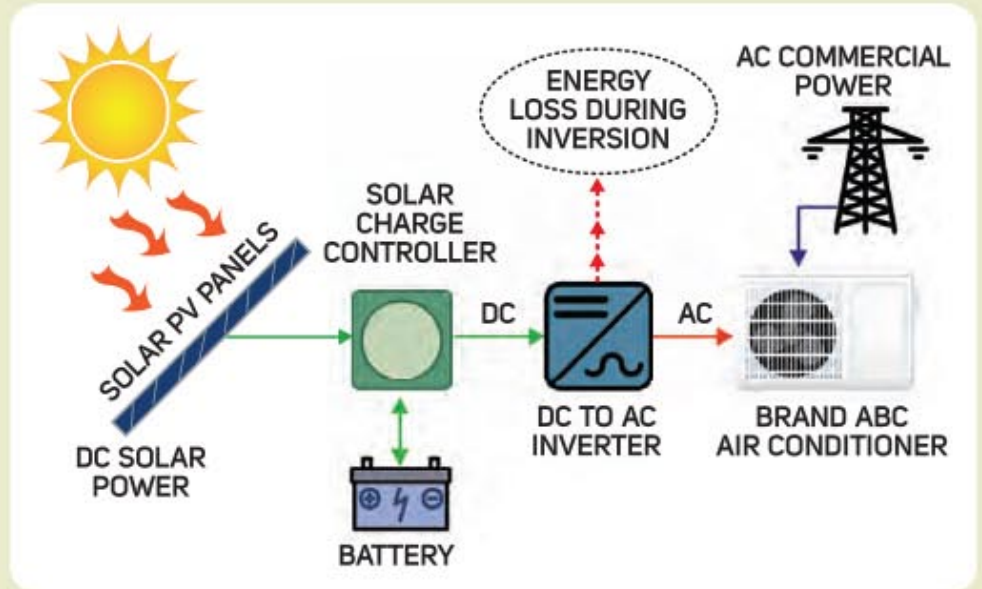 ENERGY
LOSS DURING
INVERSION
AC COMMERCIAL
POWER
SOLAR
CHARGE
CONTROLLER
SOLAR PV PANELS
DC
AC
DC SOLAR
POWER
DC TO AC
INVERTER
BRAND ABC
AIR CONDITIONER
BATTERY